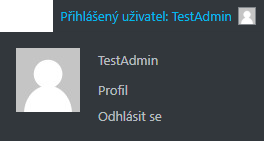 Přihlášený uživatel: TestAdmin
TestAdmin
Profil
Odhlásit se